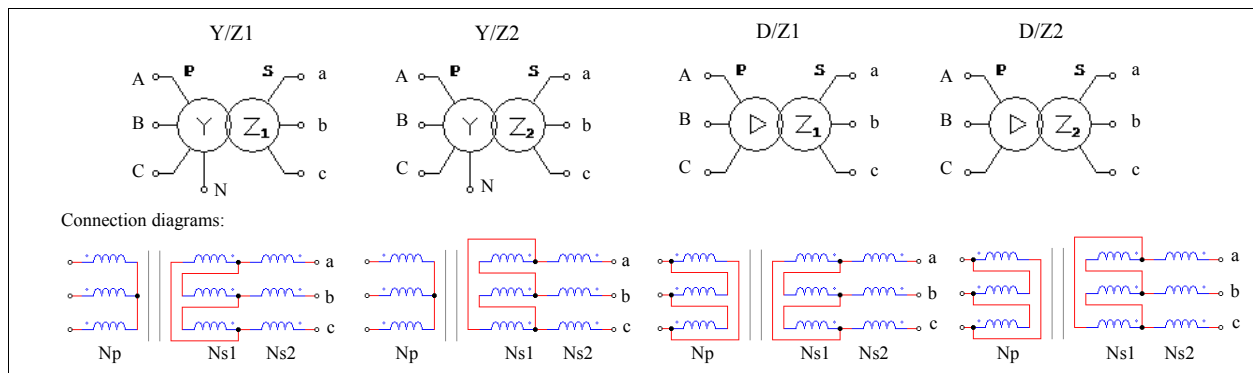 Y/Z1 Y/Z2 D/Z1 D/Z2
P S a P S a P S a P S a
A A A A
B Y Z1 b B Y Z2 b B Z1 b B Z2 b
C c C c C c C c
N N
Connection diagrams:
a a a a
b b b b
c c c c
Np Ns1 Ns2 Np Ns1 Ns2 Np Ns1 Ns2 Np Ns1 Ns2